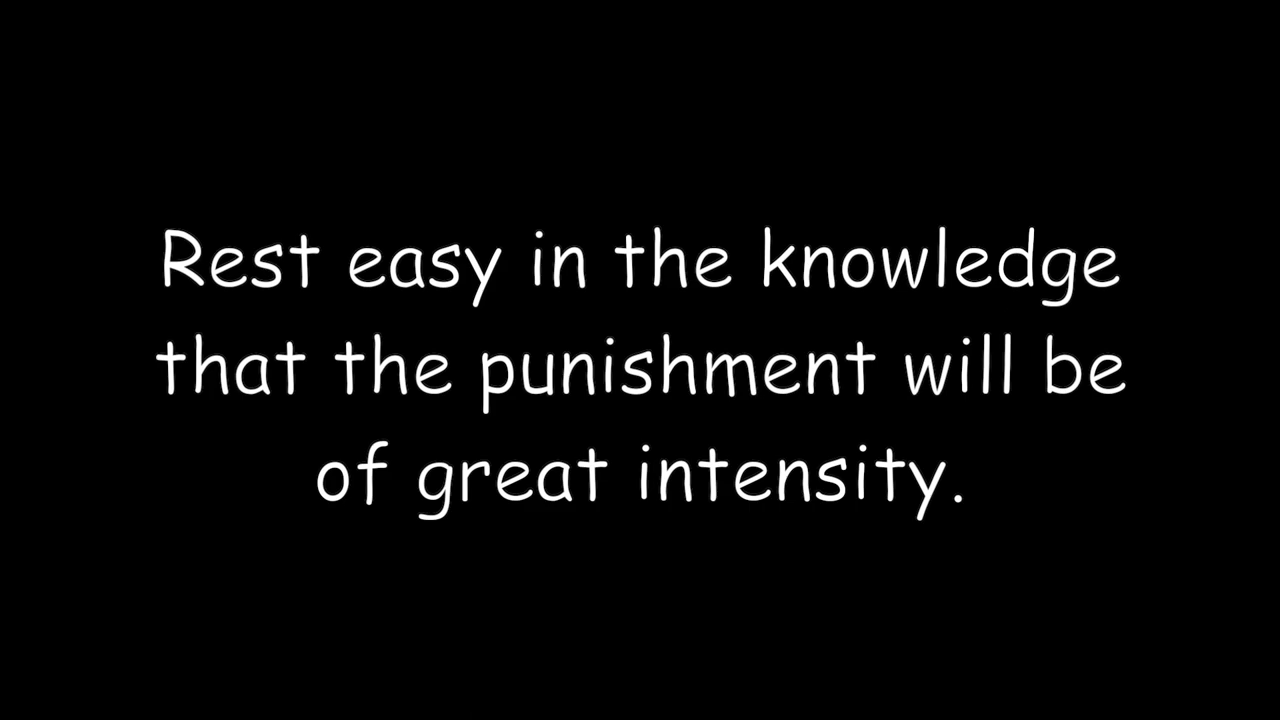 Rest easy in the knowledge
that the punishment will be
of great intensity.